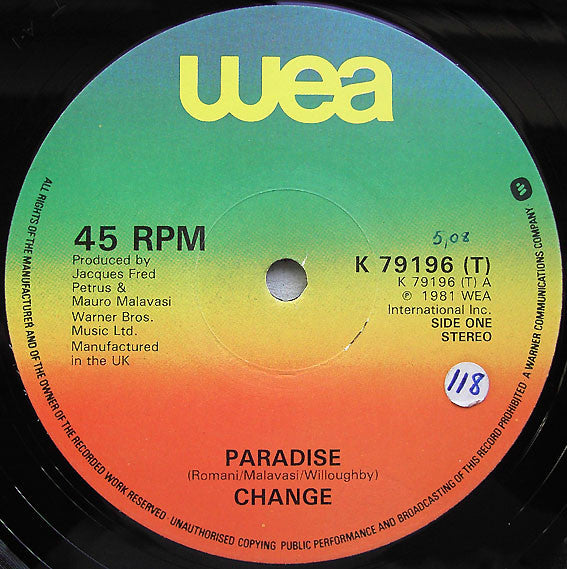 wea
45 RPM
Produced by
Jacques Fred
Petrus &
Mauro Malavasi
Warner Bros.
Music Ltd.
Manufactured
in the UK
5,08
K 79196 (T)
K 79196 (T) A
℗ 1981 WEA
International Inc.
SIDE ONE
STEREO
118
PARADISE
(Romani/Malavasi/Willoughby)
CHANGE
ALL RIGHTS OF THE MANUFACTURER AND OF THE OWNER OF THE RECORDED WORK RESERVED. UNAUTHORISED COPYING PUBLIC PERFORMANCE AND BROADCASTING OF THIS RECORD PROHIBITED A WARNER COMMUNICATIONS COMPANY.